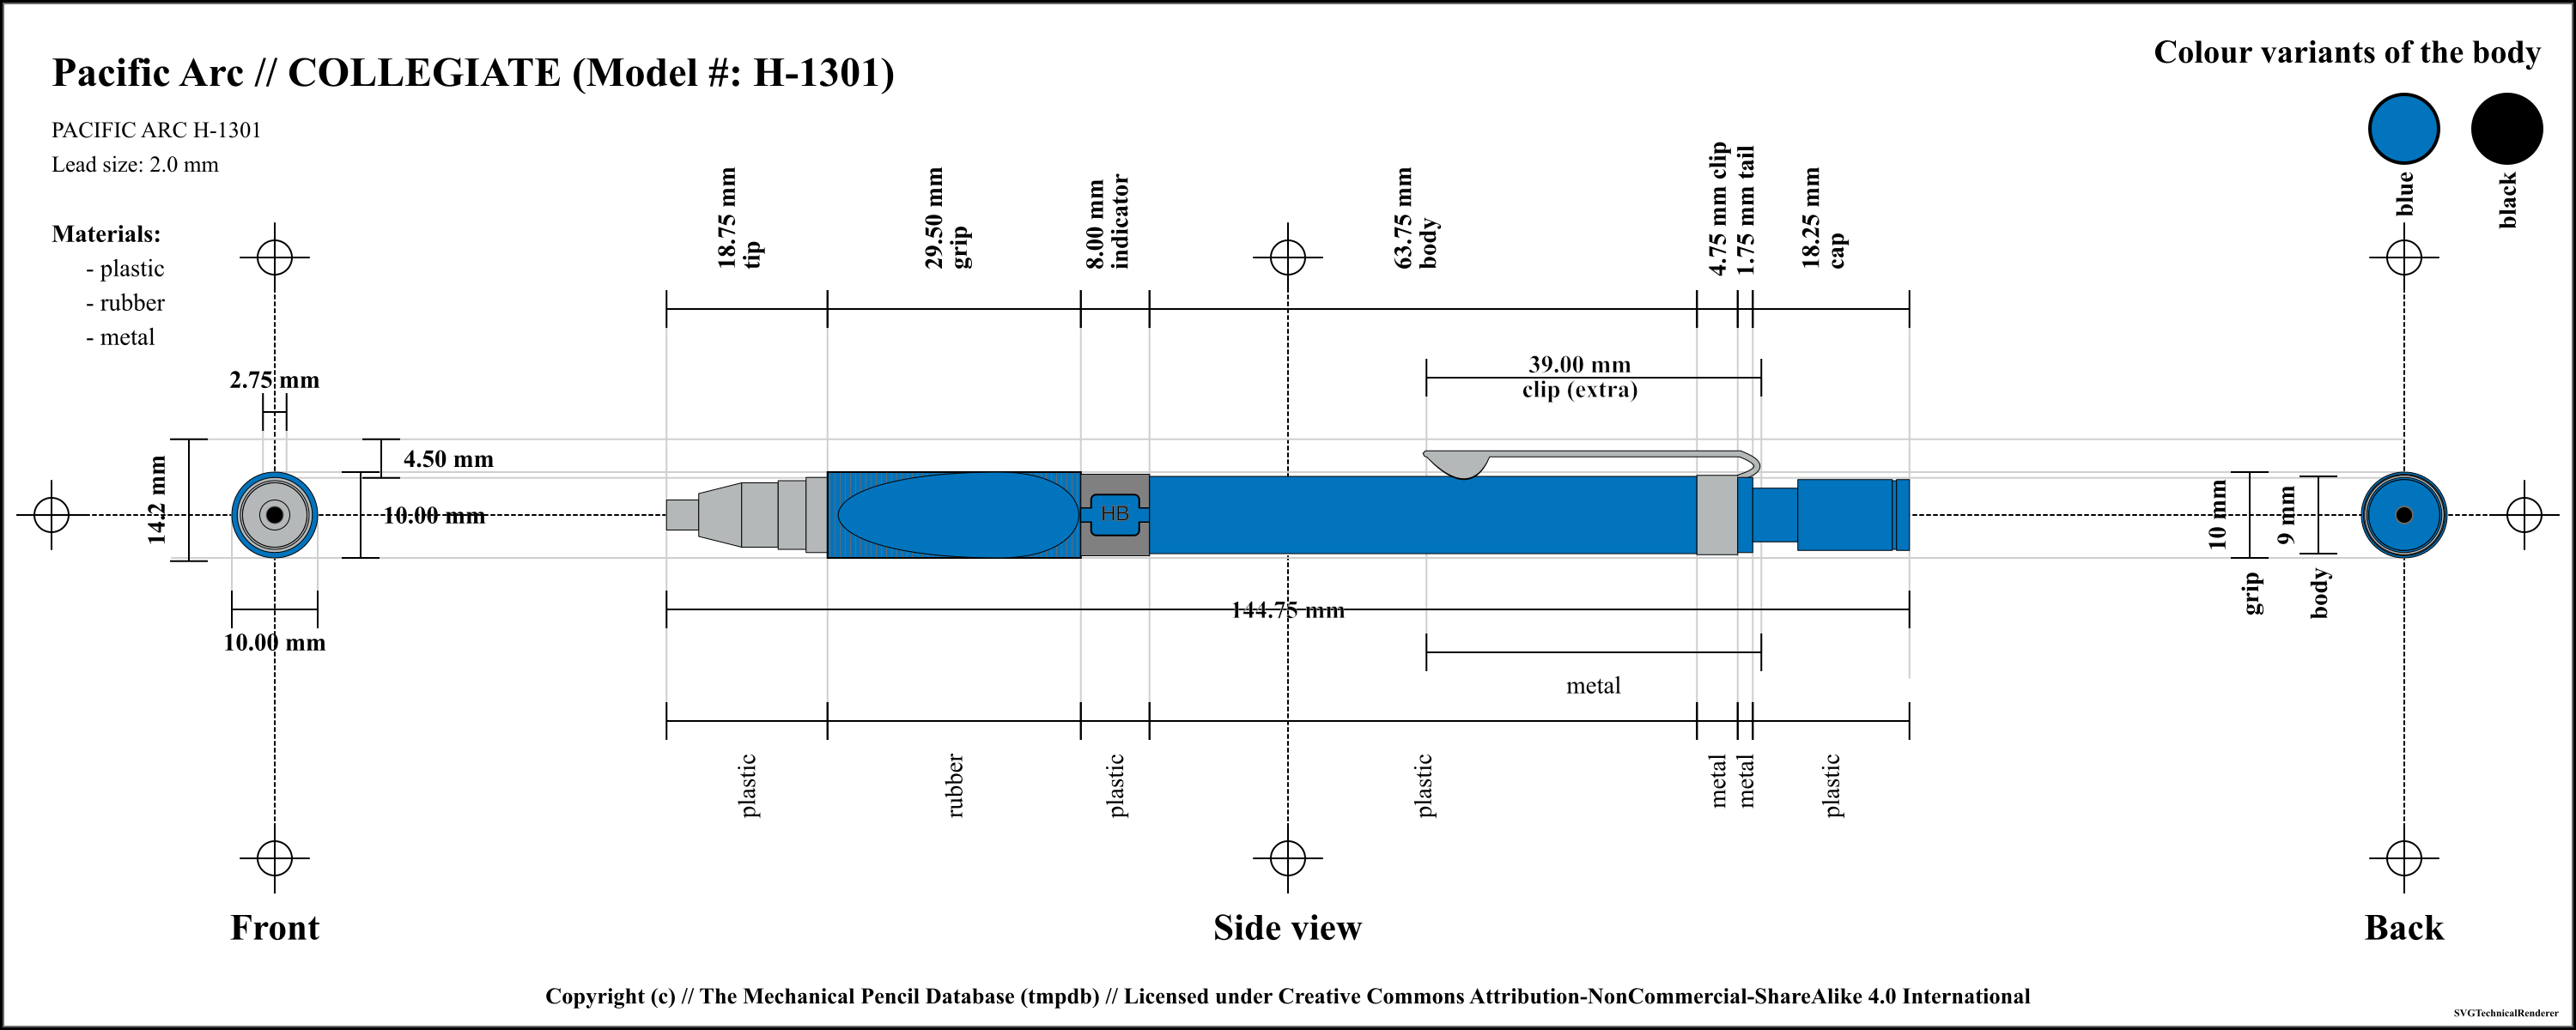 Pacific Arc // COLLEGIATE (Model #: H-1301)
Colour variants of the body
PACIFIC ARC H-1301
Lead size: 2.0 mm
blue
black
Materials:
- plastic
- rubber
- metal
18.75 mm
tip
29.50 mm
grip
8.00 mm
indicator
63.75 mm
body
4.75 mm clip
1.75 mm tail
18.25 mm
cap
39.00 mm
clip (extra)
2.75 mm
4.50 mm
14.2 mm
10.00 mm
10.00 mm
HB
10 mm
grip
9 mm
body
144.75 mm
metal
plastic
rubber
plastic
plastic
metal
metal
plastic
Front
Side view
Back
Copyright (c) // The Mechanical Pencil Database (tmpdb) // Licensed under Creative Commons Attribution-NonCommercial-ShareAlike 4.0 International
SVGTechnicalRenderer